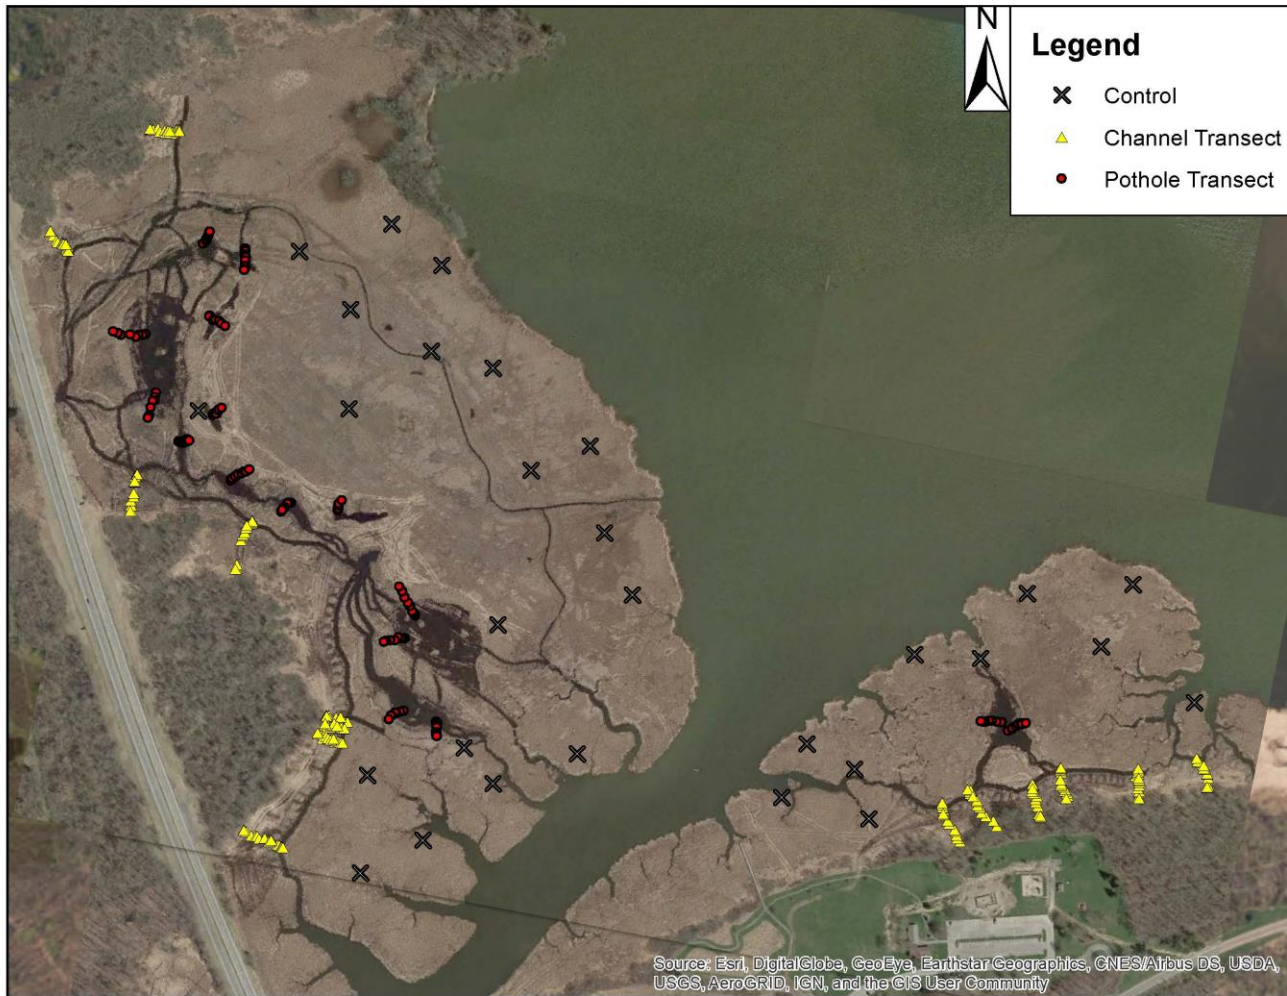 N
Legend
Control
Channel Transect
Pothole Transect
Source: Esri, DigitalGlobe, GeoEye, Earthstar Geographics, CNES/Airbus DS, USDA,
USGS, AeroGRID, IGN, and the GIS User Community